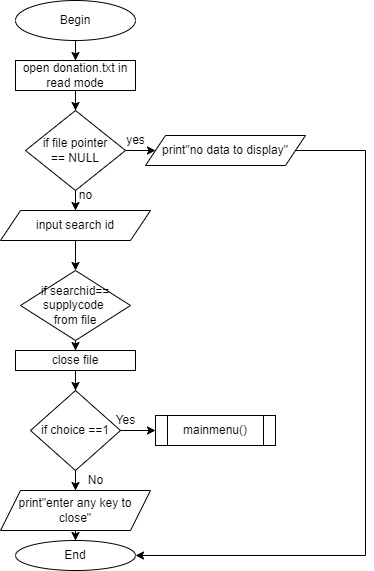 Begin
open donation.txt in
read mode
if file pointer
== NULL
yes
print"no data to display"
no
input search id
if searchid==
supplycode
from file
close file
if choice ==1
Yes
mainmenu()
No
print"enter any key to
close"
End